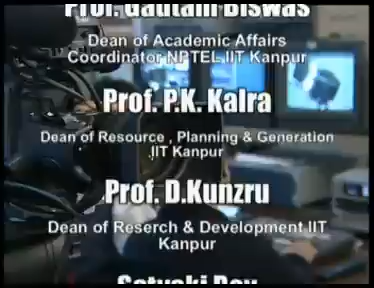 Prof. Gautam Biswas
Dean of Academic Affairs
Coordinator NPTEL IIT Kanpur
Prof. P.K. Kalra
Dean of Resource , Planning & Generation
IIT Kanpur
Prof. D.Kunzru
Dean of Reserch & Development IIT
Kanpur